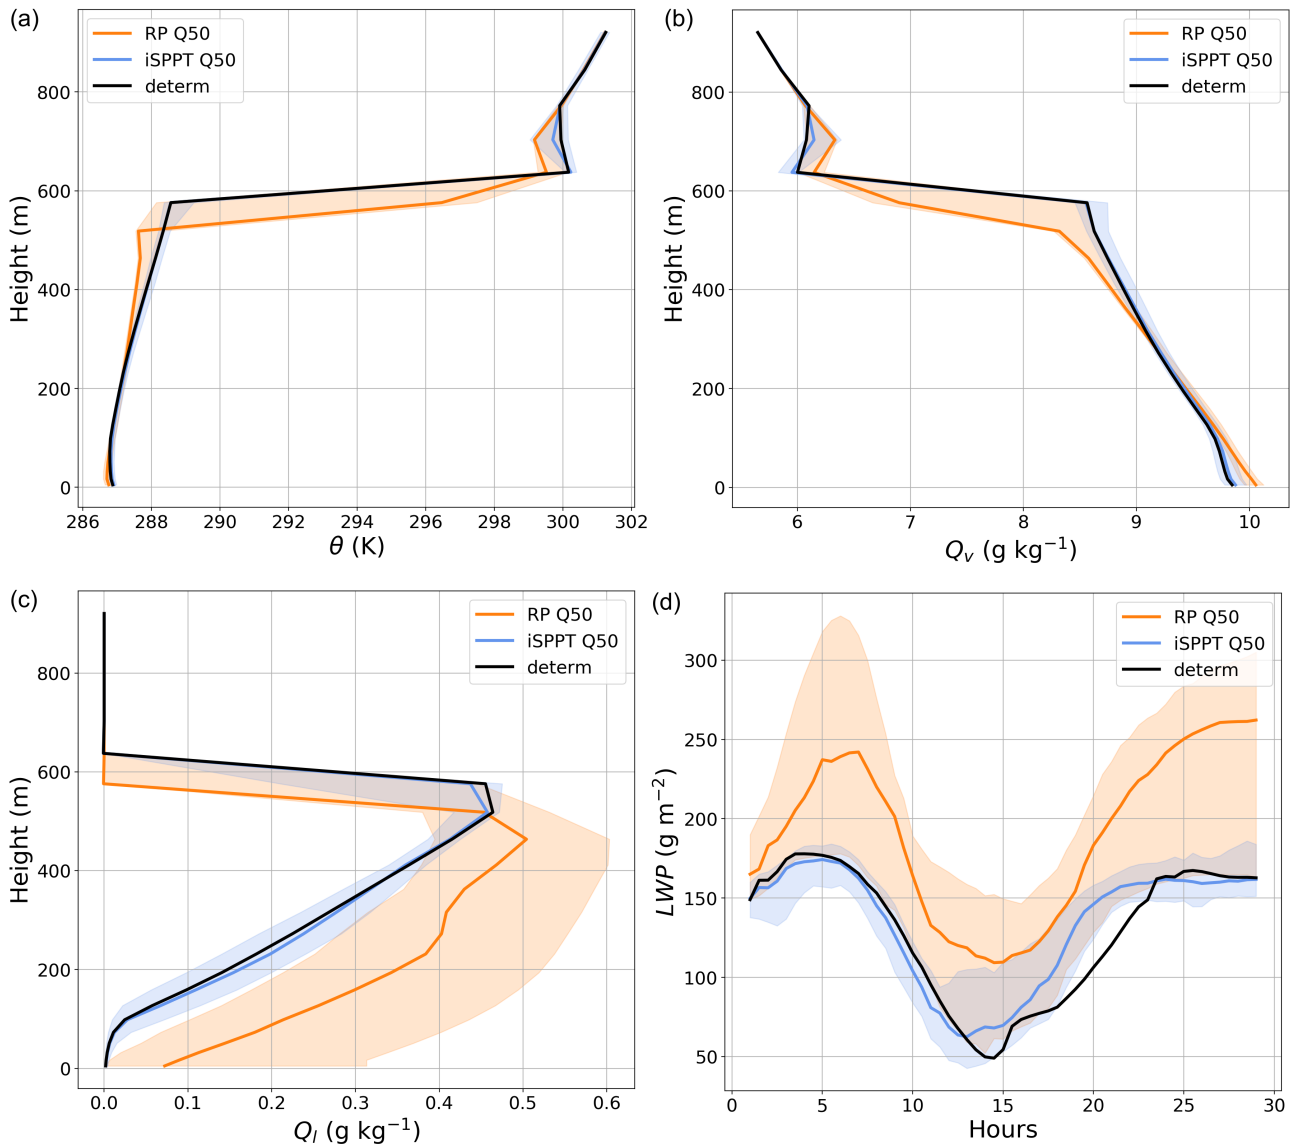 (a)
RP Q50
iSPPT Q50
determ
800
600
400
200
0
Height (m)
286 288 290 292 294 296 298 300 302
θ (K)
(b)
RP Q50
iSPPT Q50
determ
800
600
400
200
0
Height (m)
6 7 8 9 10
Qv (g kg−1)
(c)
RP Q50
iSPPT Q50
determ
800
600
400
200
0
Height (m)
0.0 0.1 0.2 0.3 0.4 0.5 0.6
Ql (g kg−1)
(d)
RP Q50
iSPPT Q50
determ
300
250
200
150
100
50
LWP (g m−2)
0 5 10 15 20 25 30
Hours